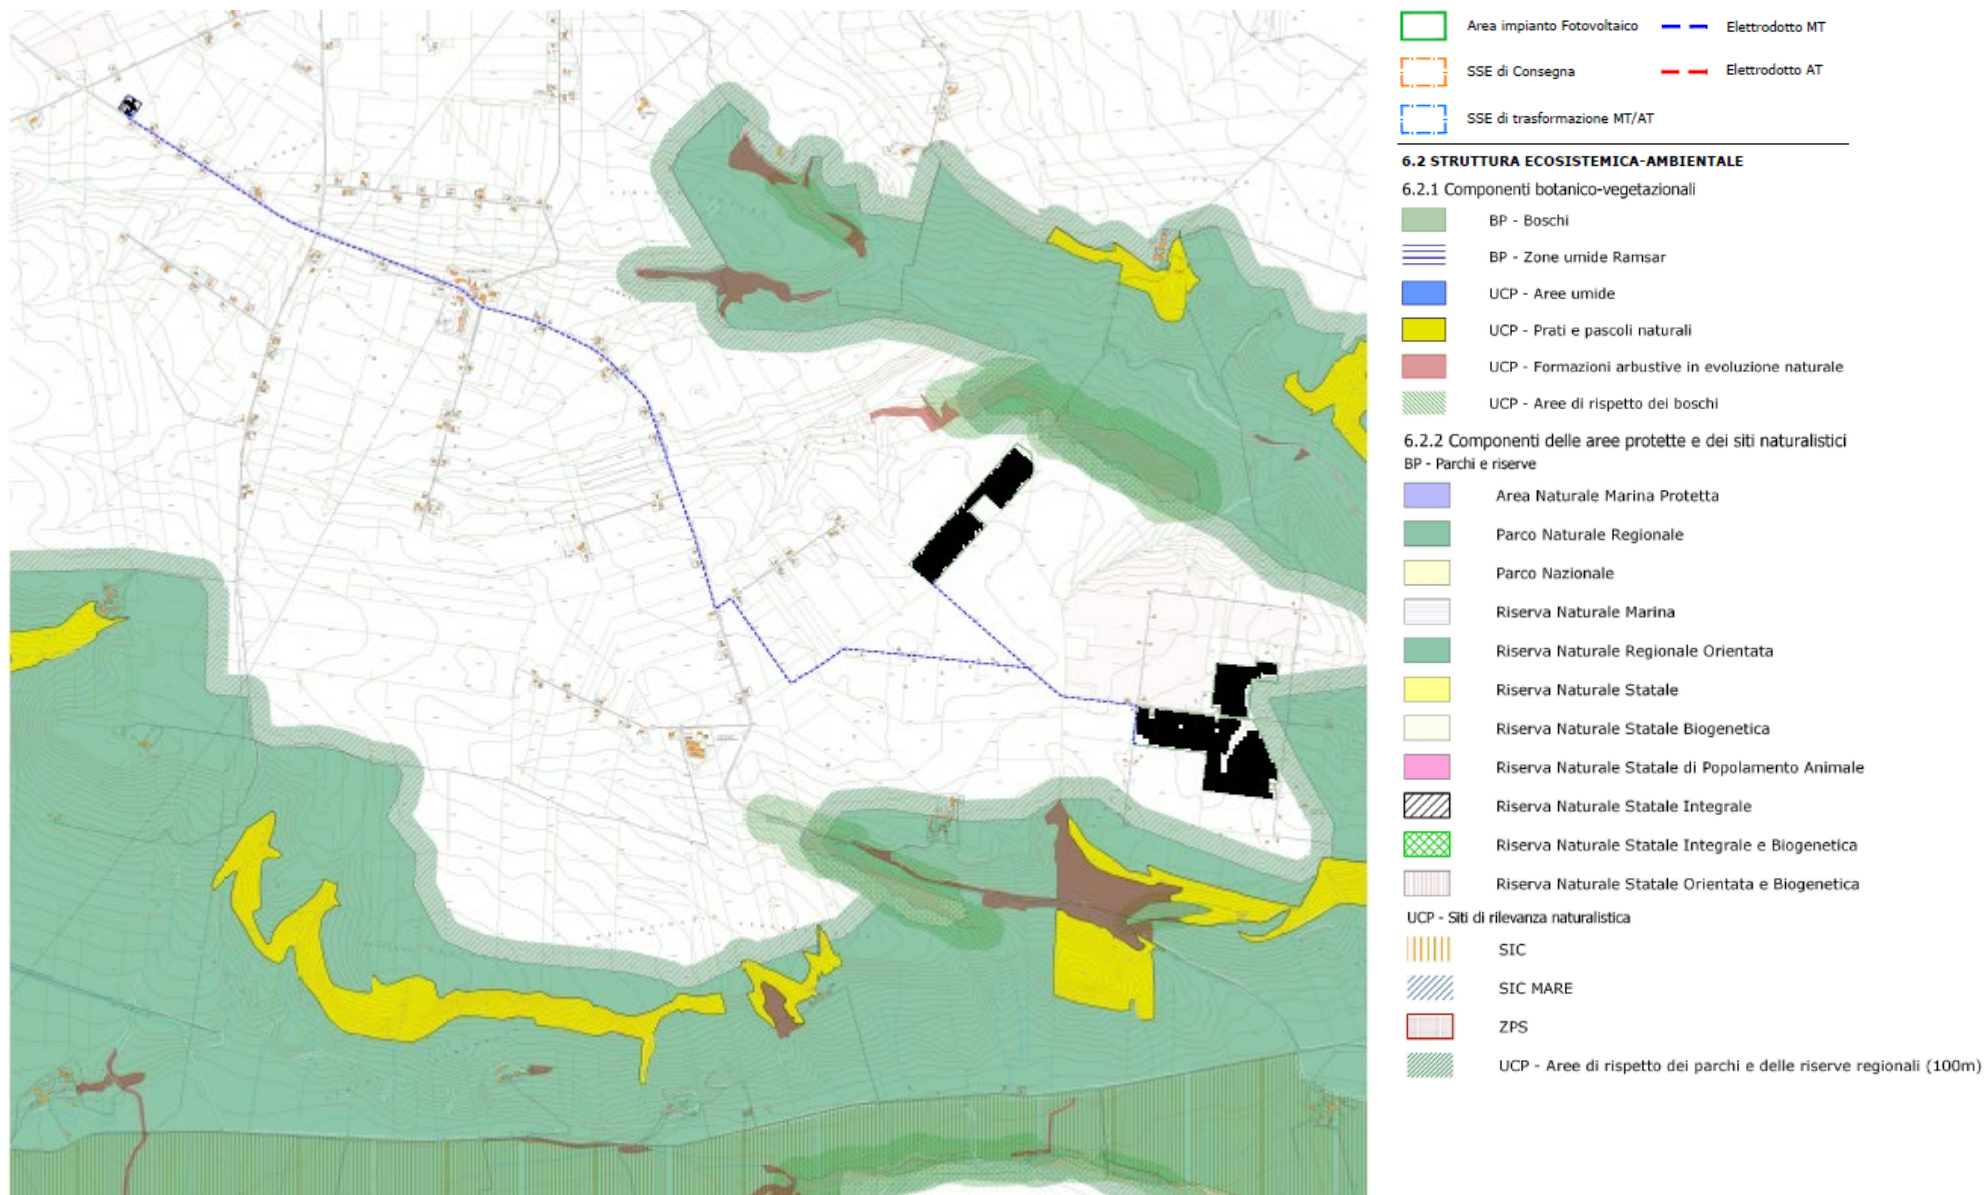 Area impianto Fotovoltaico
Elettrodotto MT
SSE di Consegna
Elettrodotto AT
SSE di trasformazione MT/AT
6.2 STRUTTURA ECOSISTEMICA-AMBIENTALE
6.2.1 Componenti botanico-vegetazionali
BP - Boschi
BP - Zone umide Ramsar
UCP - Aree umide
UCP - Prati e pascoli naturali
UCP - Formazioni arbustive in evoluzione naturale
UCP - Aree di rispetto dei boschi
6.2.2 Componenti delle aree protette e dei siti naturalistici
BP - Parchi e riserve
Area Naturale Marina Protetta
Parco Naturale Regionale
Parco Nazionale
Riserva Naturale Marina
Riserva Naturale Regionale Orientata
Riserva Naturale Statale
Riserva Naturale Statale Biogenetica
Riserva Naturale Statale di Popolamento Animale
Riserva Naturale Statale Integrale
Riserva Naturale Statale Integrale e Biogenetica
Riserva Naturale Statale Orientata e Biogenetica
UCP - Siti di rilevanza naturalistica
SIC
SIC MARE
ZPS
UCP - Aree di rispetto dei parchi e delle riserve regionali (100m)